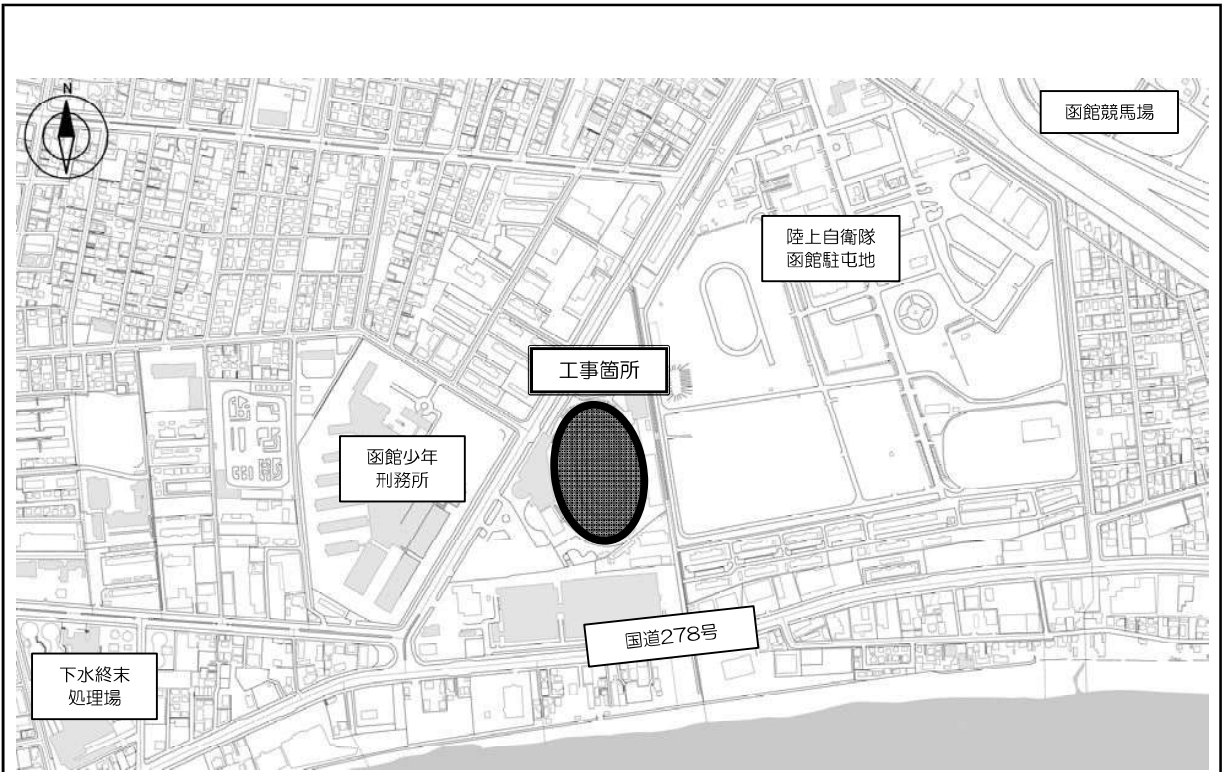 N
函館競馬場
陸上自衛隊
函館駐屯地
工事箇所
函館少年
刑務所
国道278号
下水終末
処理場